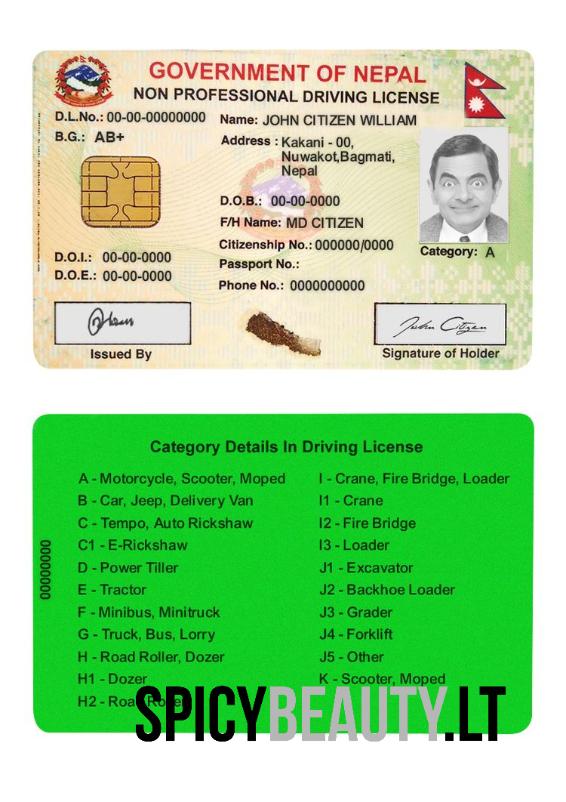 GOVERNMENT OF NEPAL
NON PROFESSIONAL DRIVING LICENSE
D.L.No.: 00-00-00000000
Name: JOHN CITIZEN WILLIAM
B.G.: AB+
Address : Kakani - 00,
Nuwakot,Bagmati,
Nepal
D.O.B.: 00-00-0000
F/H Name: MD CITIZEN
Citizenship No.: 000000/0000
Category: A
D.O.I.: 00-00-0000
Passport No.:
D.O.E.: 00-00-0000
Phone No.: 0000000000
John Citizen
Issued By
Signature of Holder
Category Details In Driving License
A - Motorcycle, Scooter, Moped
B - Car, Jeep, Delivery Van
C - Tempo, Auto Rickshaw
C1 - E-Rickshaw
D - Power Tiller
E - Tractor
F - Minibus, Minitruck
G - Truck, Bus, Lorry
H - Road Roller, Dozer
H1 - Dozer
H2 - Road Roller
I - Crane, Fire Bridge, Loader
I1 - Crane
I2 - Fire Bridge
I3 - Loader
J1 - Excavator
J2 - Backhoe Loader
J3 - Grader
J4 - Forklift
J5 - Other
K - Scooter, Moped
00000000
SPICYBEAUTY.LT